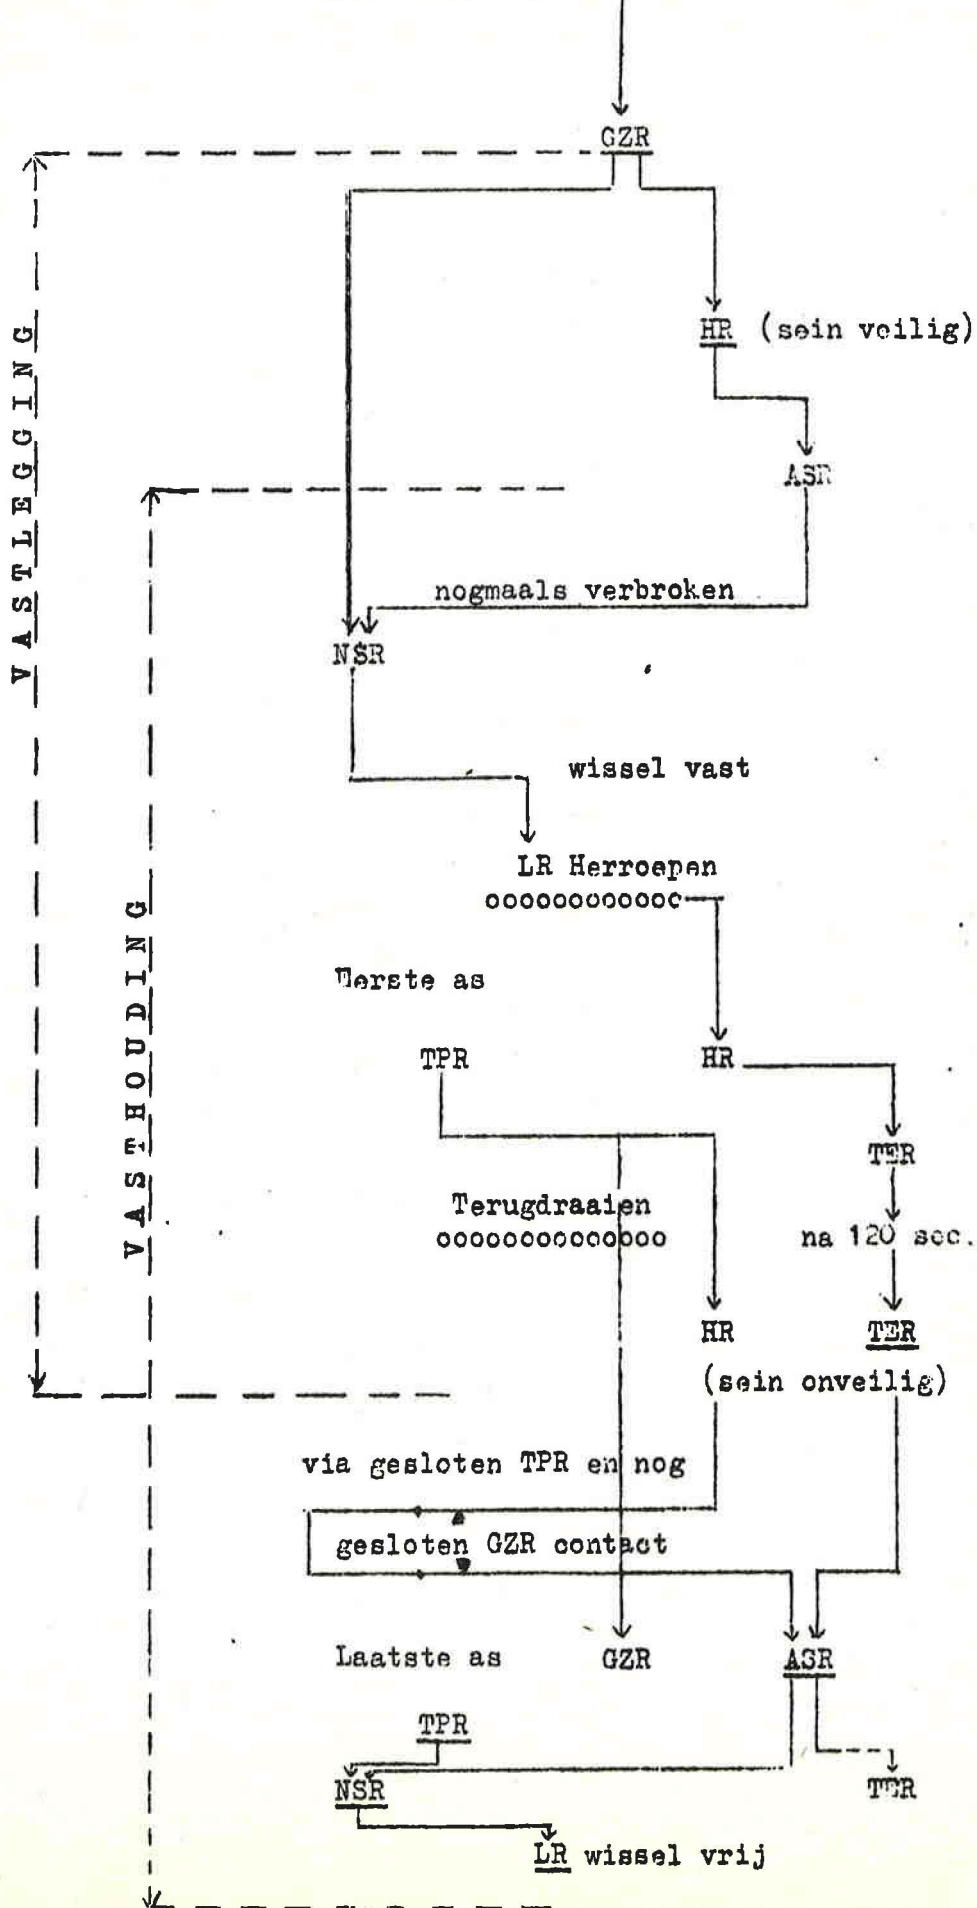 GZR
HR (sein veilig)
VASTLEGGING
ASR
nogmaals verbroken
NSR
wissel vast
LR Herroepen
oooooooooooo
VASTHOUDING
Eerste as
TPR
HR
TER
Terugdraaien
oooooooooooooo
na 120 sec.
HR
TER
(sein onveilig)
via gesloten TPR en nog
gesloten GZR contact
Laatste as
GZR
ASR
TPR
NSR
TER
LR wissel vrij